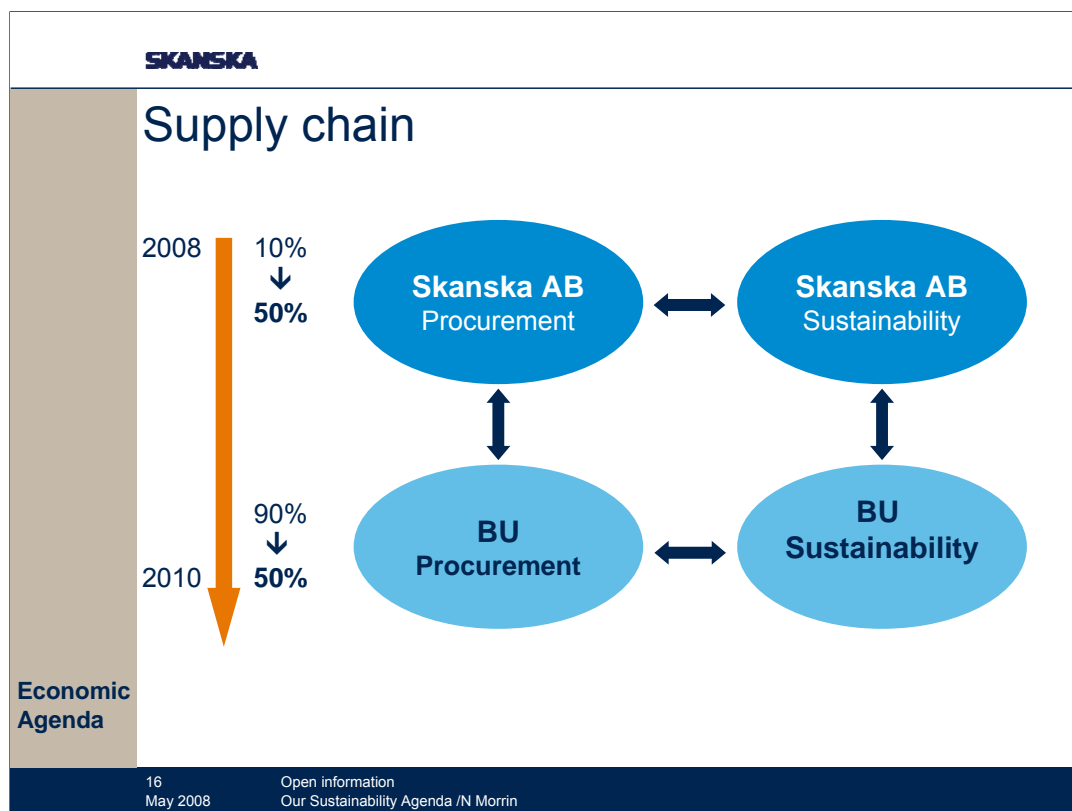 SKANSKA
Supply chain
2008
10%
50%
Skanska AB
Procurement
Skanska AB
Sustainability
90%
50%
2010
BU
Procurement
BU
Sustainability
Economic
Agenda
16
Open information
May 2008
Our Sustainability Agenda /N Morrin